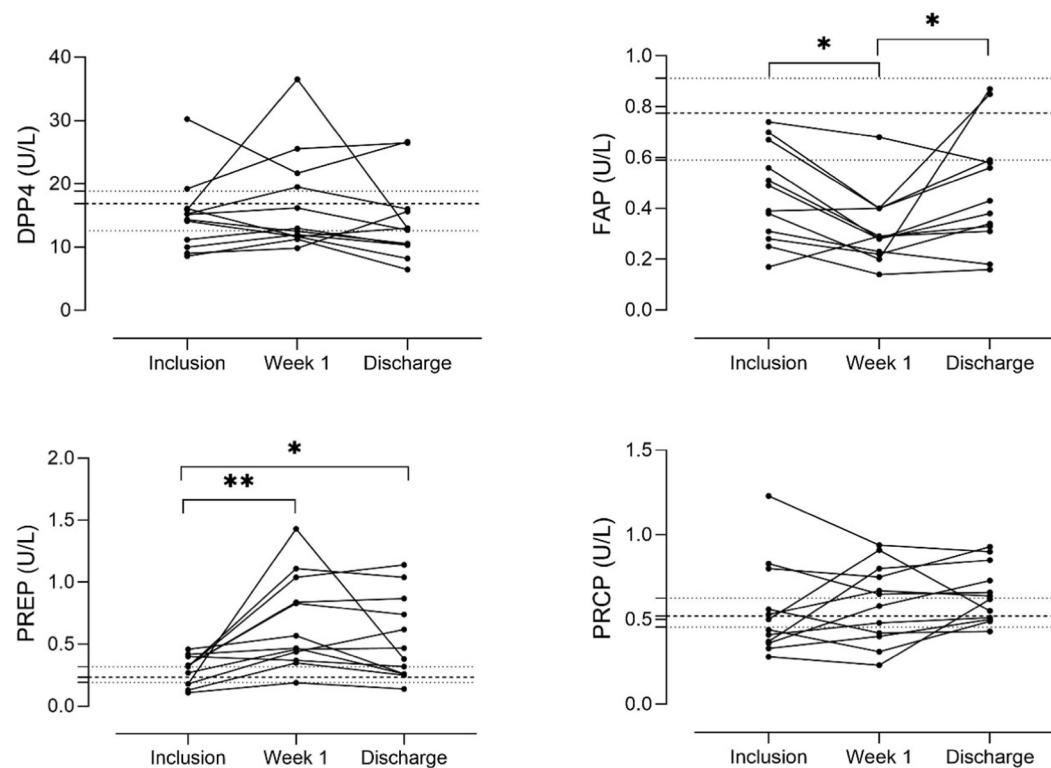 DPP4 (U/L)
40
30
20
10
0
Inclusion Week 1 Discharge
* *
FAP (U/L)
1.0
0.8
0.6
0.4
0.2
0.0
Inclusion Week 1 Discharge
*
**
PREP (U/L)
2.0
1.5
1.0
0.5
0.0
Inclusion Week 1 Discharge
PRCP (U/L)
1.5
1.0
0.5
0.0
Inclusion Week 1 Discharge